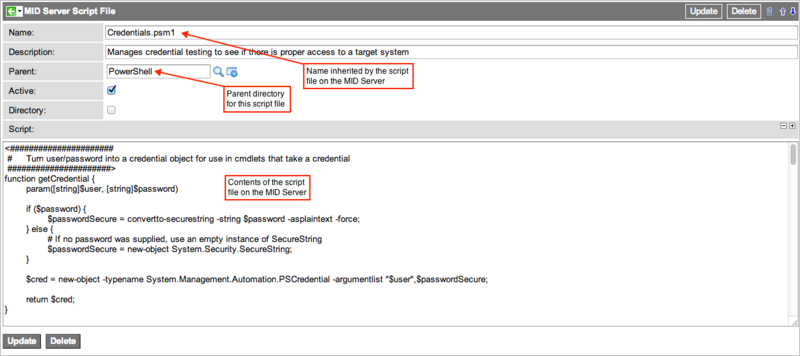 MID Server Script File
Update
Delete
Name:
Credentials.psm1
Description:
Manages credential testing to see if there is proper access to a target system
Parent:
PowerShell
Name inherited by the script
file on the MID Server
Active:
Parent directory
for this script file
Directory:
Script:
<######################
#     Turn user/password into a credential object for use in cmdlets that take a credential
######################>
function getCredential {
param([string]$user, [string]$password)
Contents of the script
file on the MID Server
if ($password) {
$passwordSecure = convertto-securestring -string $password -asplaintext -force;
} else {
# If no password was supplied, use an empty instance of SecureString
$passwordSecure = new-object System.Security.SecureString;
}
$cred = new-object -typename System.Management.Automation.PSCredential -argumentlist "$user",$passwordSecure;
return $cred;
}
Update
Delete